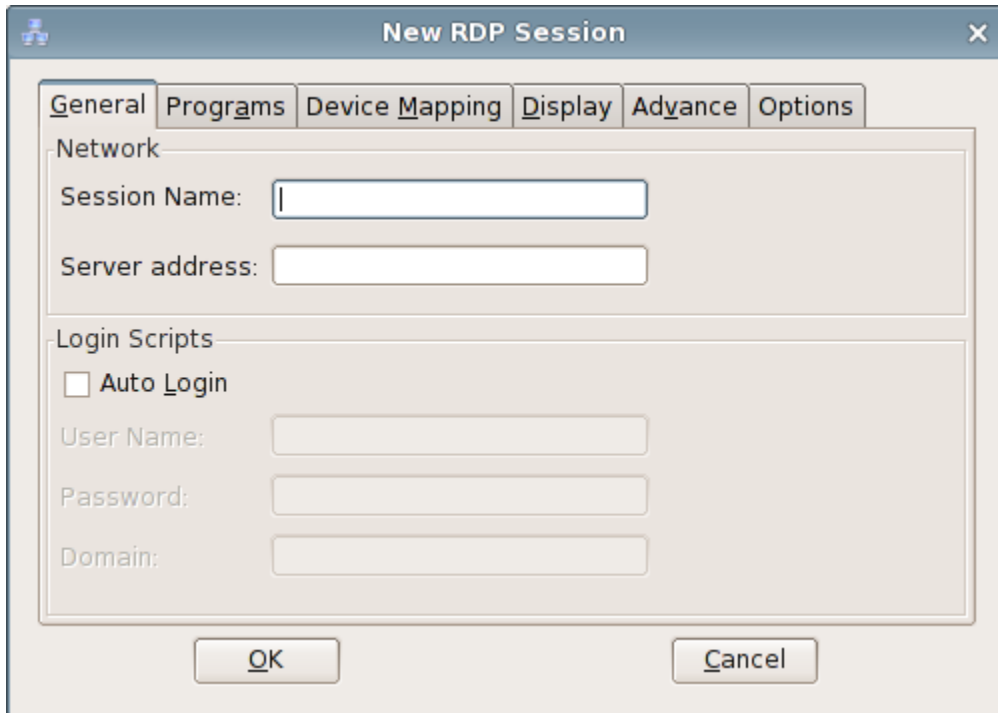 New RDP Session
General Programs Device Mapping Display Advance Options
Network
Session Name:
Server address:
Login Scripts
Auto Login
User Name:
Password:
Domain:
OK Cancel